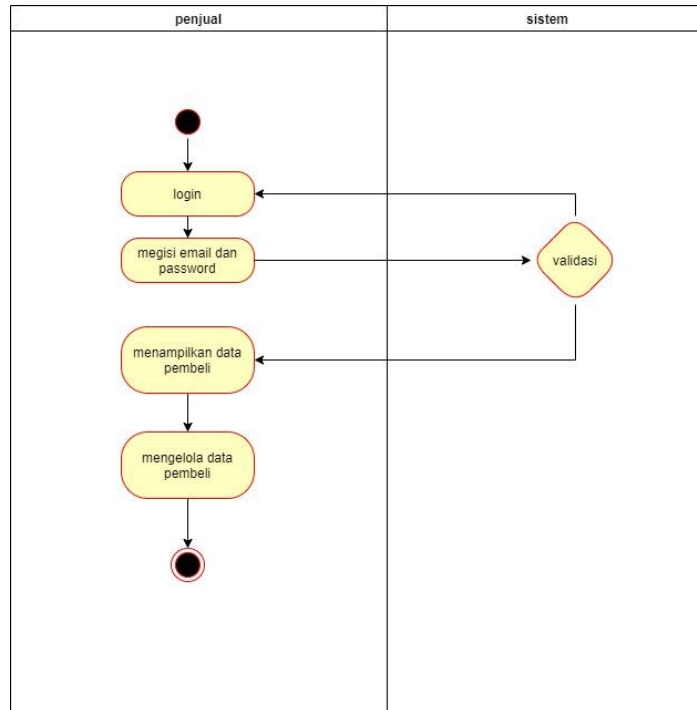 penjual
sistem
login
megisi email dan
password
validasi
menampilkan data
pembeli
mengelola data
pembeli